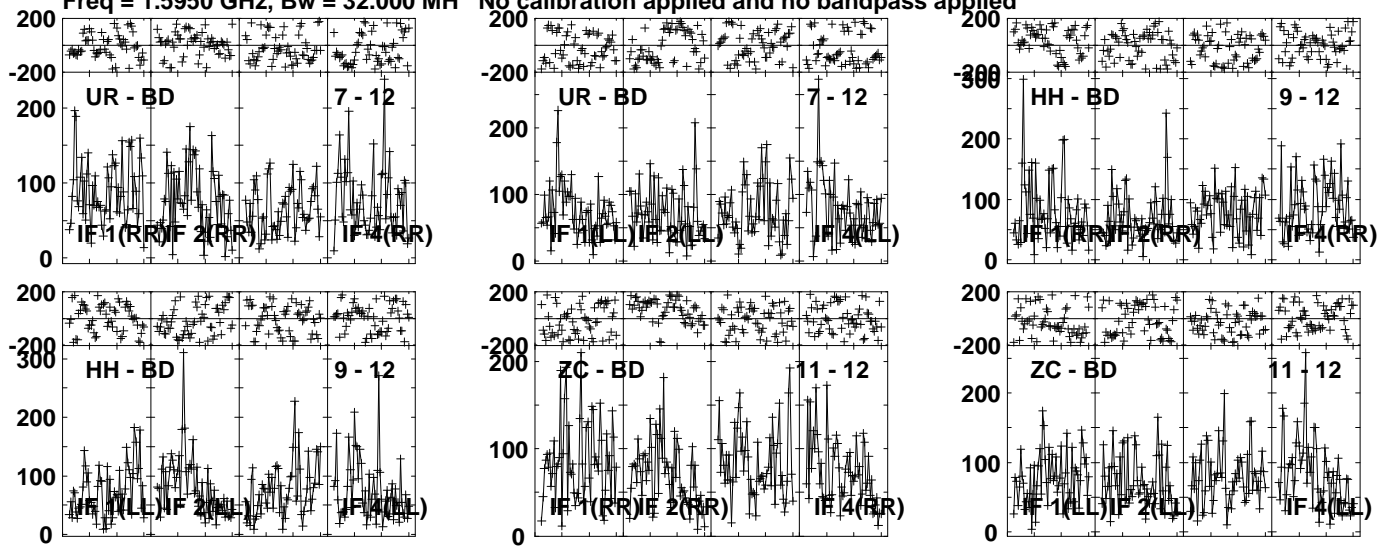 Freq = 1.5950 GHz, Bw = 32.000 MH No calibration applied and no bandpass applied
200
-200
UR - BD 7 - 12
200
100
0
IF 1(RR) IF 2(RR) IF 4(RR)
200
-200
UR - BD 7 - 12
200
100
0
IF 1(LL) IF 2(LL) IF 4(LL)
200
-200
300
HH - BD 9 - 12
200
100
0
IF 1(RR) IF 2(RR) IF 4(RR)
200
-200
300
HH - BD 9 - 12
200
100
0
IF 1(LL) IF 2(LL) IF 4(LL)
200
-200
200
ZC - BD 11 - 12
100
0
IF 1(RR) IF 2(RR) IF 4(RR)
200
-200
ZC - BD 11 - 12
200
100
0
IF 1(LL) IF 2(LL) IF 4(LL)